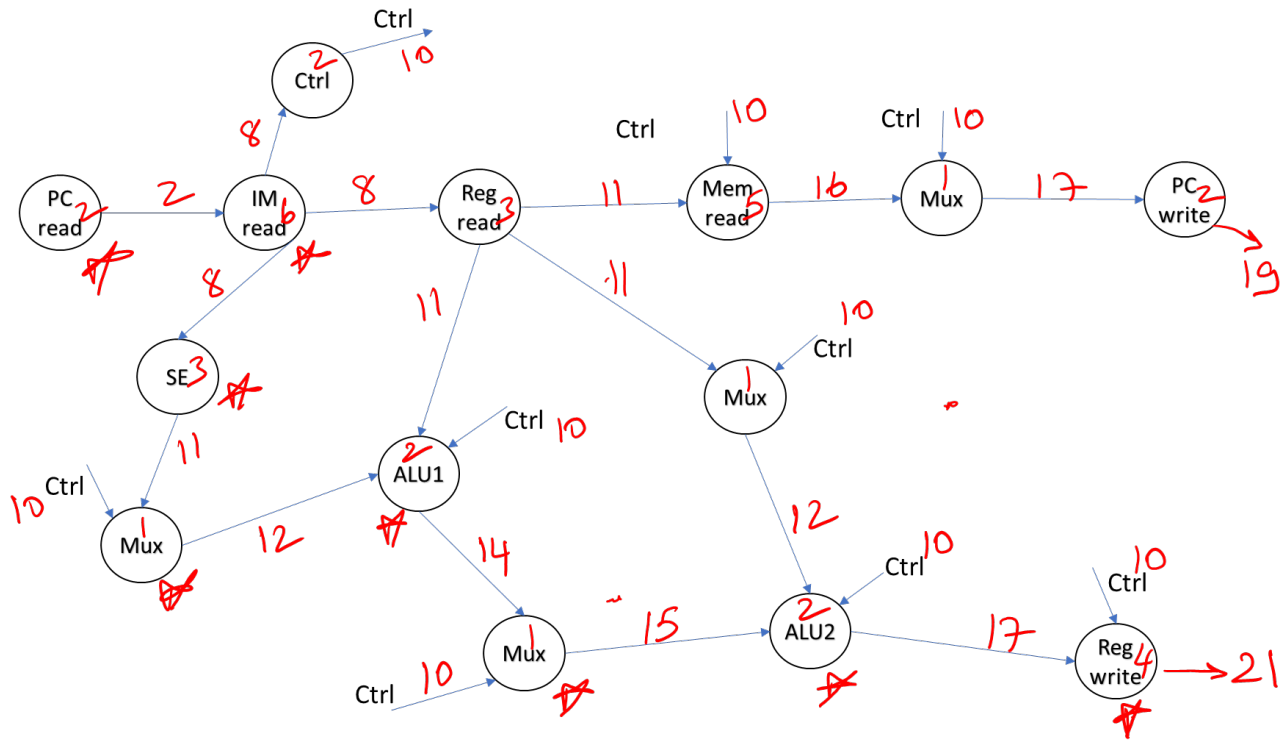 Ctrl
10
2
Ctrl
8
10
Ctrl
Ctrl
10
PC
read
2
2
IM
read
6
8
Reg
read
3
11
Mem
read
5
16
1
Mux
17
PC
write
2
19
8
11
11
10
Ctrl
SE
3
1
Mux
11
Ctrl
10
2
ALU1
10
Ctrl
1
Mux
12
14
12
10
Ctrl
10
Ctrl
1
Mux
15
2
ALU2
17
Reg
write
4
21
10
Ctrl